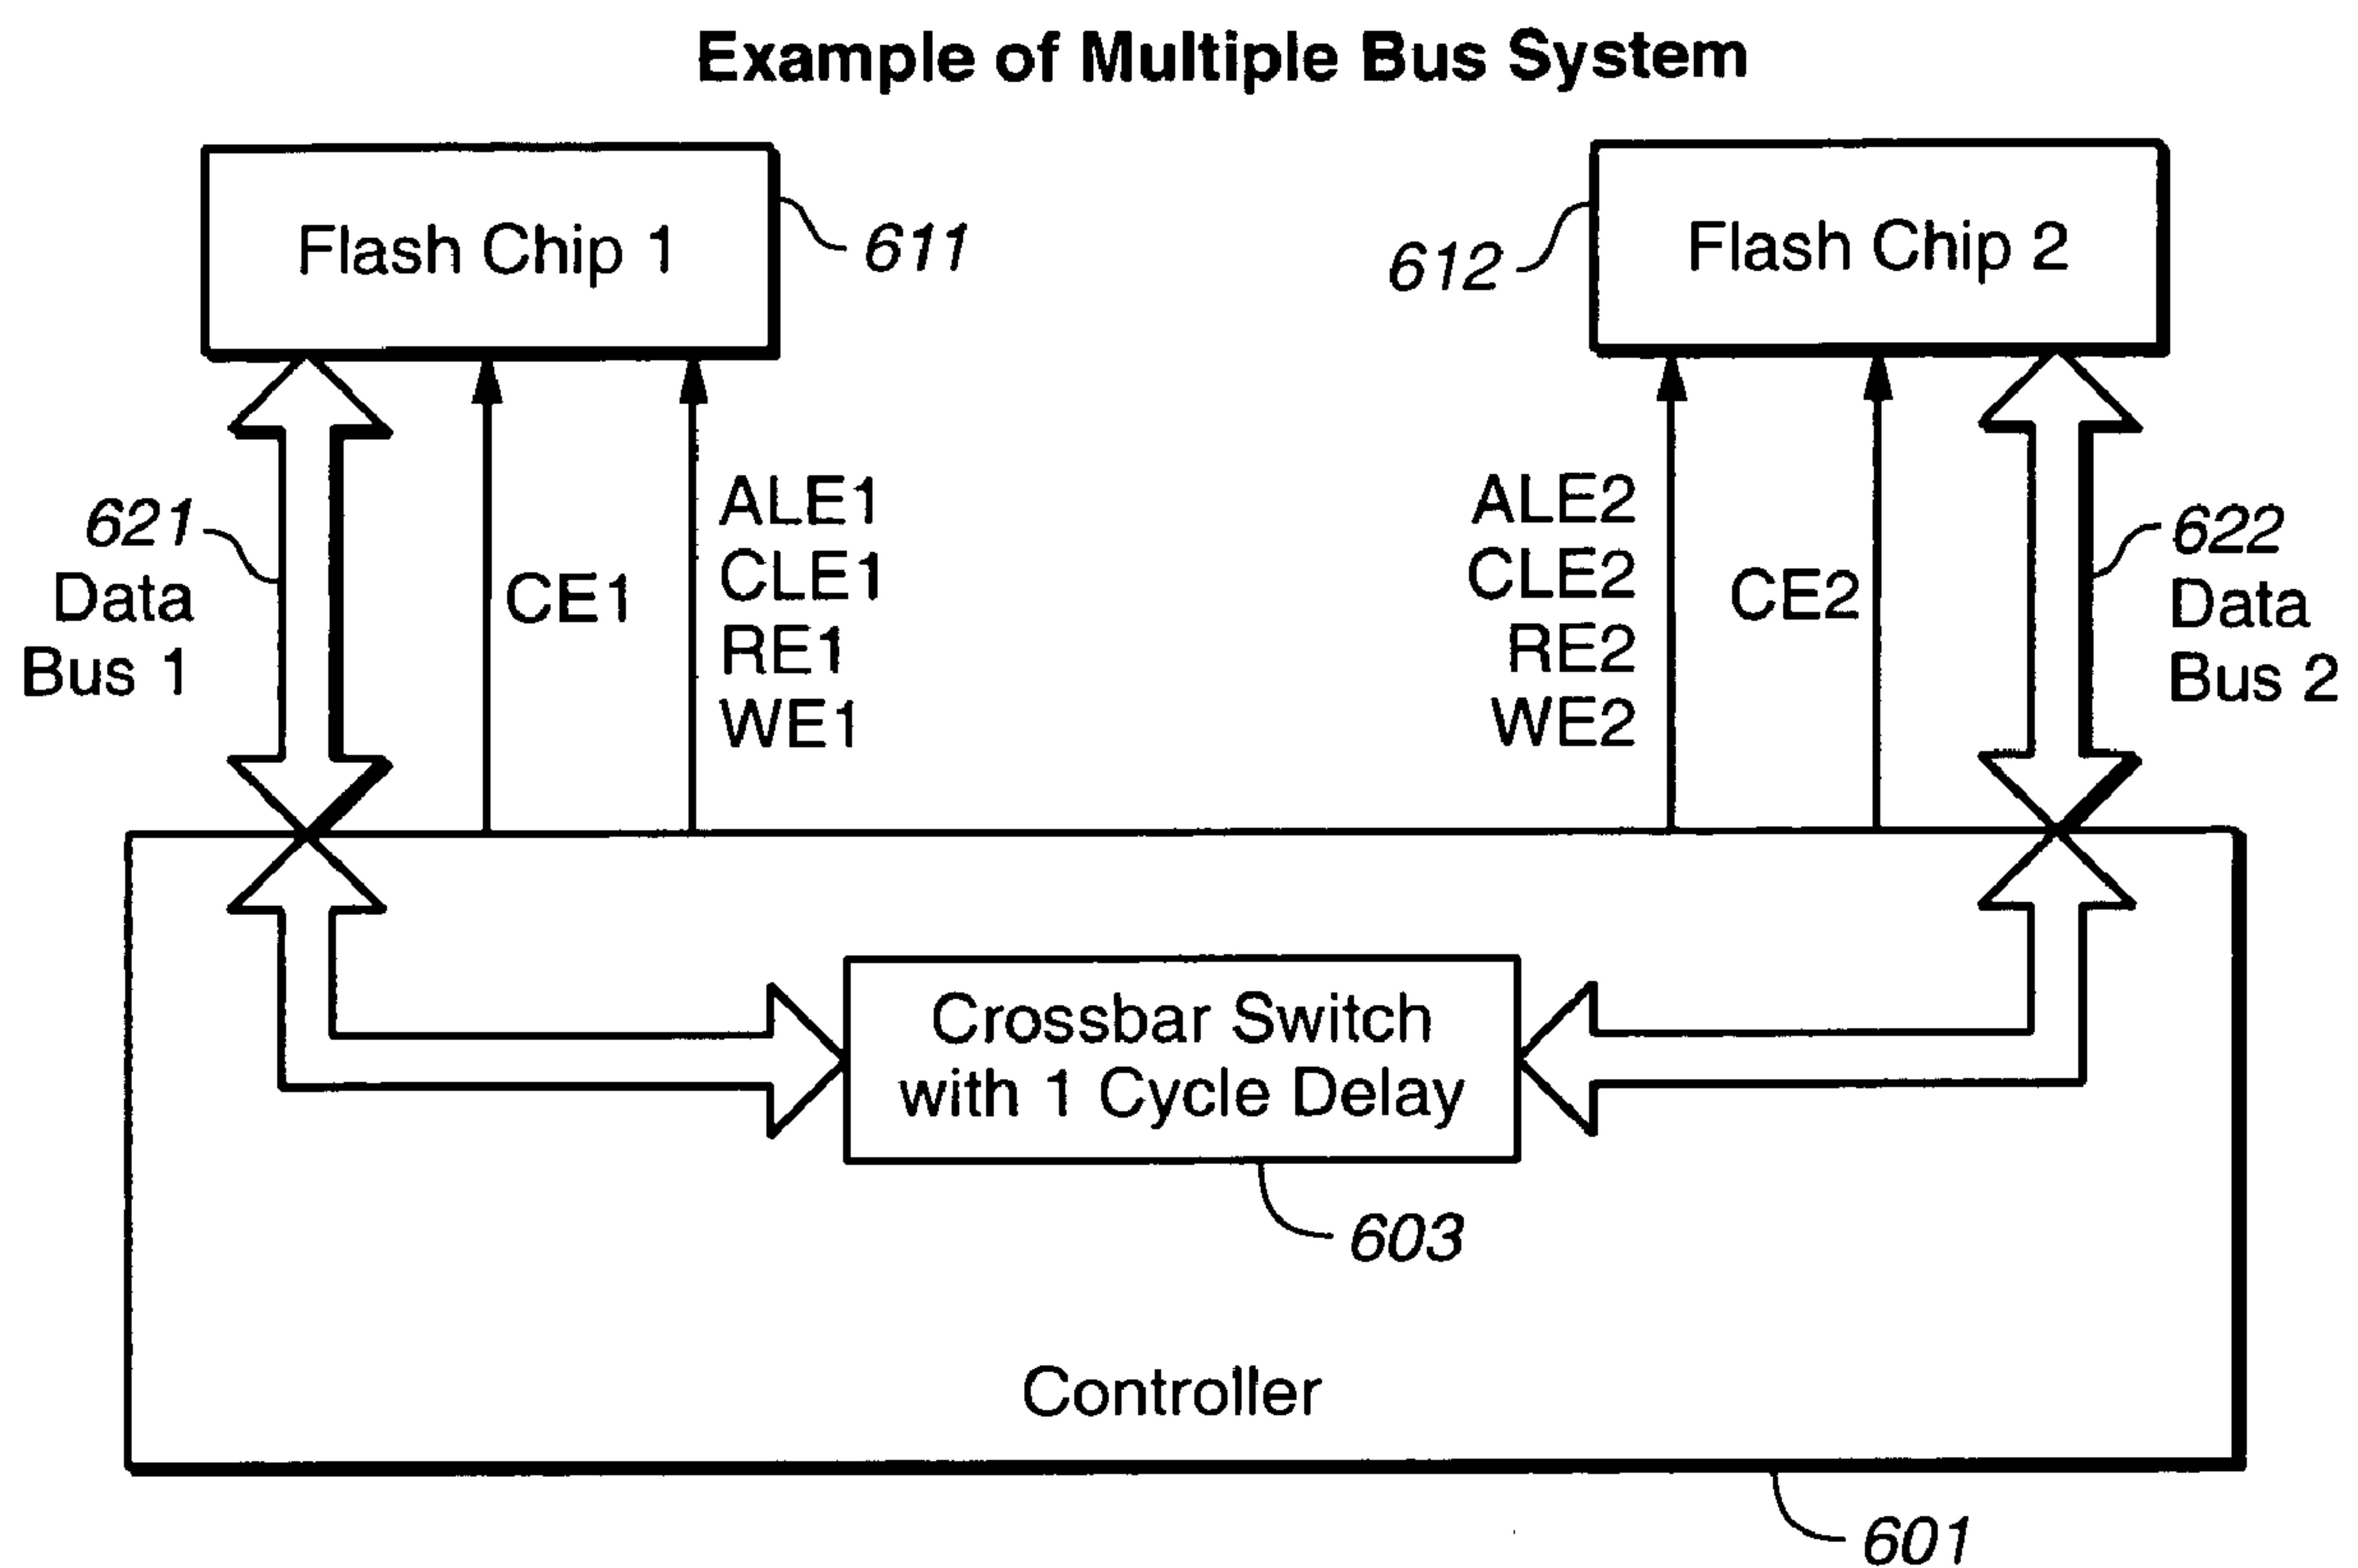 Example of Multiple Bus System
Flash Chip 1
611
612
Flash Chip 2
621
Data
Bus 1
CE1
ALE1
CLE1
RE1
WE1
ALE2
CLE2
RE2
WE2
CE2
622
Data
Bus 2
Crossbar Switch
with 1 Cycle Delay
603
Controller
601